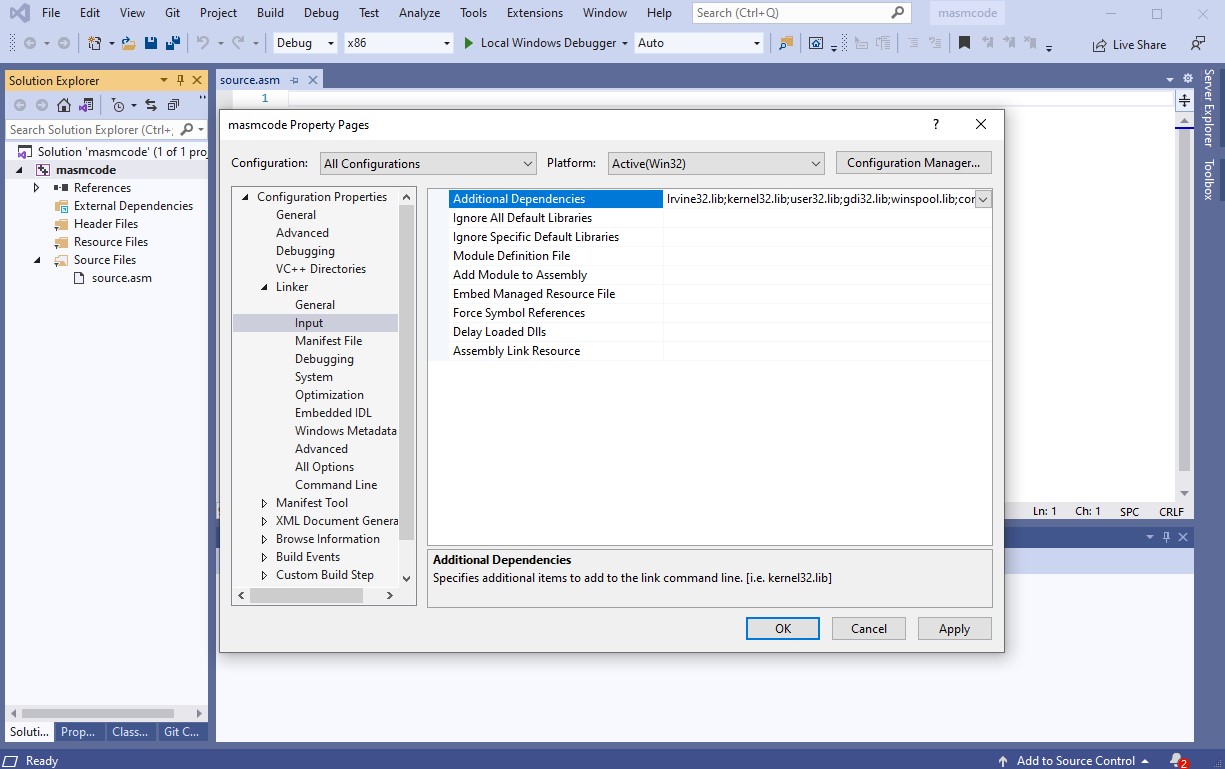 File Edit View Git Project Build Debug Test Analyze Tools Extensions Window Help Search (Ctrl+Q) masmcode
Debug x86 Local Windows Debugger Auto Live Share
Solution Explorer
source.asm
Server Explorer
Toolbox
Search Solution Explorer (Ctrl+;
1
Solution 'masmcode' (1 of 1 proj
masmcode
References
External Dependencies
Header Files
Resource Files
Source Files
source.asm
masmcode Property Pages ?
Configuration: All Configurations Platform: Active(Win32) Configuration Manager...
Configuration Properties
General
Advanced
Debugging
VC++ Directories
Linker
General
Input
Manifest File
Debugging
System
Optimization
Embedded IDL
Windows Metadata
Advanced
All Options
Command Line
Manifest Tool
XML Document Genera
Browse Information
Build Events
Custom Build Step
Additional Dependencies Irvine32.lib;kernel32.lib;user32.lib;gdi32.lib;winspool.lib;cor
Ignore All Default Libraries
Ignore Specific Default Libraries
Module Definition File
Add Module to Assembly
Embed Managed Resource File
Force Symbol References
Delay Loaded Dlls
Assembly Link Resource
Additional Dependencies
Specifies additional items to add to the link command line. [i.e. kernel32.lib]
OK Cancel Apply
Ln: 1 Ch: 1 SPC CRLF
Soluti... Prop... Class... Git C...
Ready Add to Source Control 2